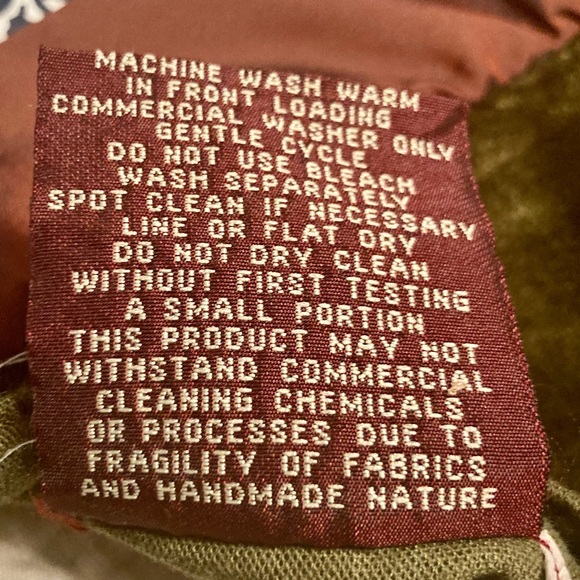 MACHINE WASH WARM
IN FRONT LOADING
COMMERCIAL WASHER ONLY
GENTLE CYCLE
DO NOT USE BLEACH
WASH SEPARATELY
SPOT CLEAN IF NECESSARY
LINE OR FLAT DRY
DO NOT DRY CLEAN
WITHOUT FIRST TESTING
A SMALL PORTION
THIS PRODUCT MAY NOT
WITHSTAND COMMERCIAL
CLEANING CHEMICALS
OR PROCESSES DUE TO
FRAGILITY OF FABRICS
AND HANDMADE NATURE